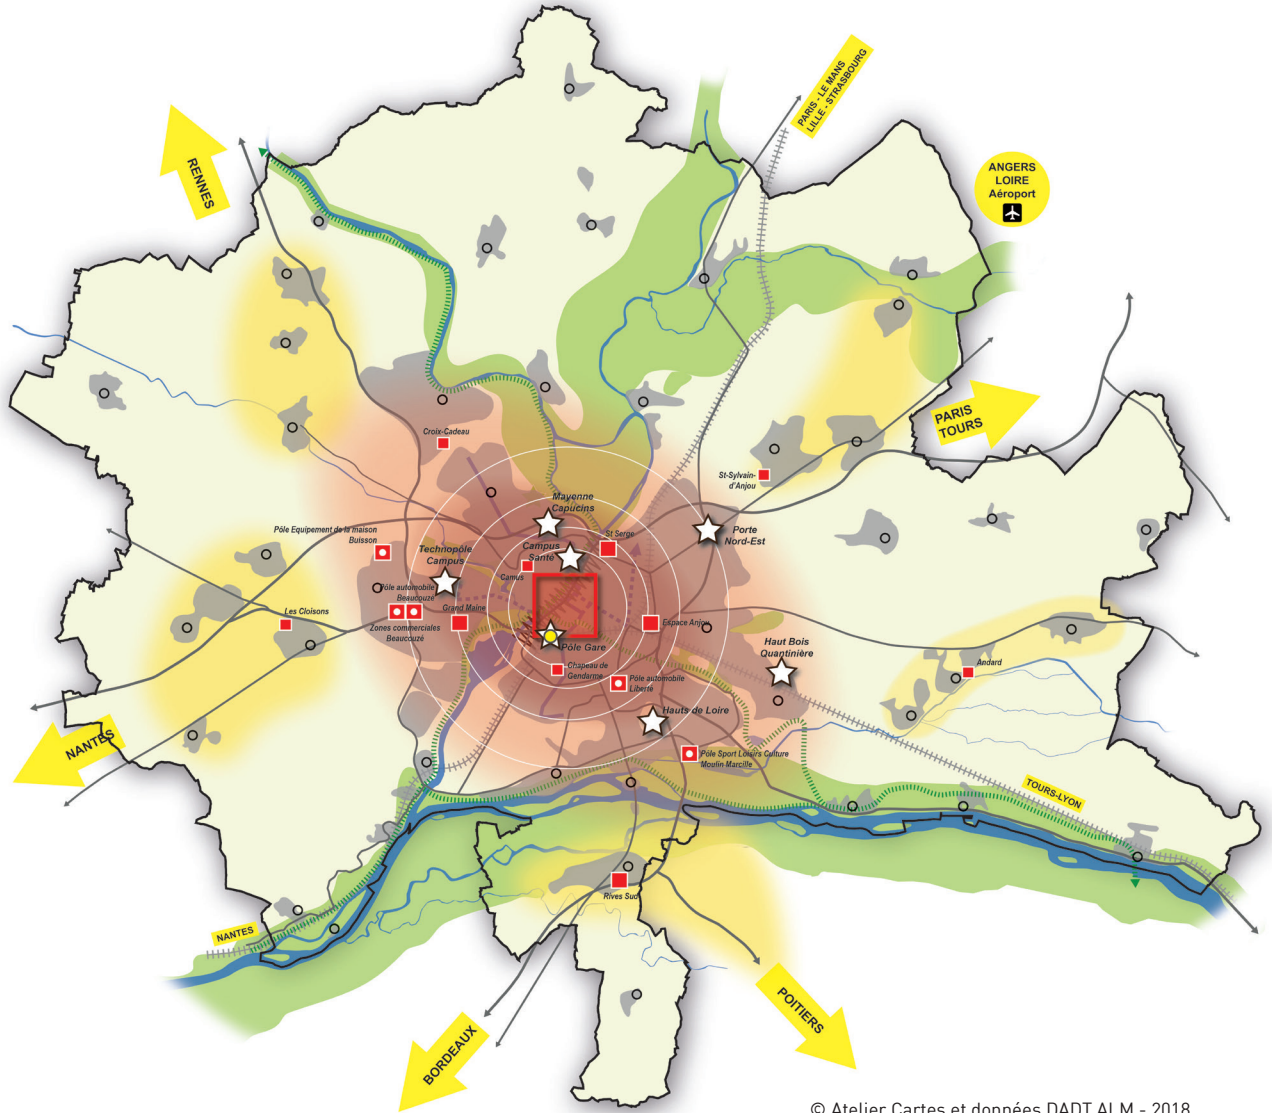 PARIS - LE MANS
LILLE - STRASBOURG
RENNES
ANGERS
LOIRE
Aéroport
PARIS
TOURS
Croix-Cadeau
St-Sylvain-
d'Anjou
Mayenne
Capucins
Pôle Equipement de la maison
Buisson
St Serge
Porte
Nord-Est
Technopôle
Campus
Campus
Santé
Camus
Pôle automobile
Beaucouzé
Grand Maine
Les Cloisons
Zones commerciales
Beaucouzé
Espace Anjou
Pôle Gare
Haut Bois
Quantinière
Andard
Chapeau de
Gendarme
Pôle automobile
Liberté
Hauts de Loire
NANTES
Pôle Sport Loisirs Culture
Moulin Marcille
TOURS-LYON
Rives Sud
NANTES
POITIERS
BORDEAUX
© Atelier Cartes et données DADT ALM - 2018